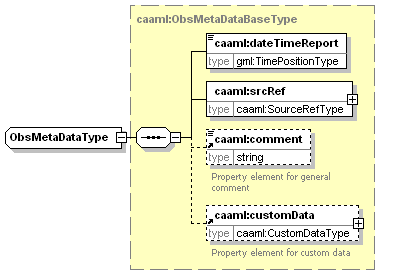 caaml:ObsMetaDataBaseType
caaml:dateTimeReport
type gml:TimePositionType
caaml:srcRef
type caaml:SourceRefType
ObsMetaDataType
caaml:comment
type string
Property element for general
comment
caaml:customData
type caaml:CustomDataType
Property element for custom data